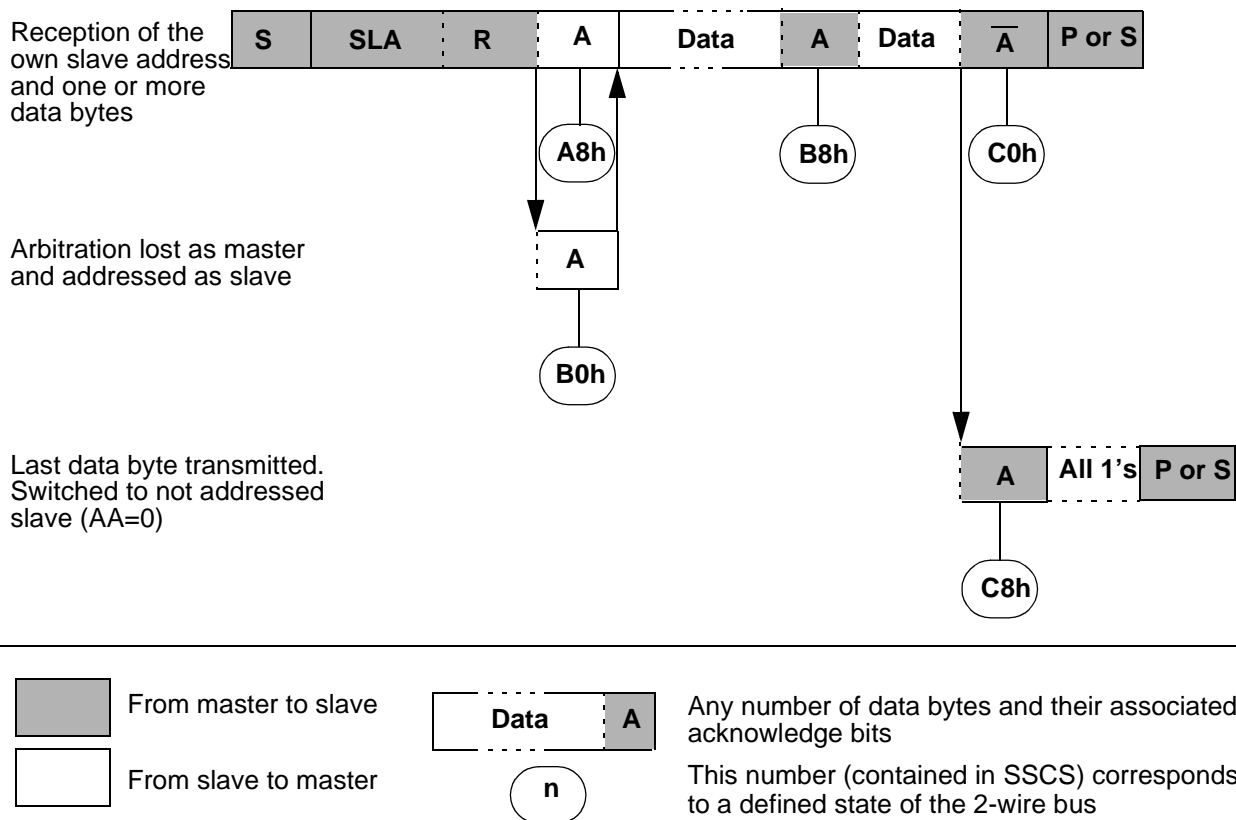 Reception of the
own slave address
and one or more
data bytes
S SLA R A Data A Data A P or S
A8h B8h C0h
Arbitration lost as master
and addressed as slave
A
B0h
Last data byte transmitted.
Switched to not addressed
slave (AA=0)
A All 1's P or S
C8h
From master to slave
From slave to master
Data A
n
Any number of data bytes and their associated
acknowledge bits
This number (contained in SSCS) corresponds
to a defined state of the 2-wire bus